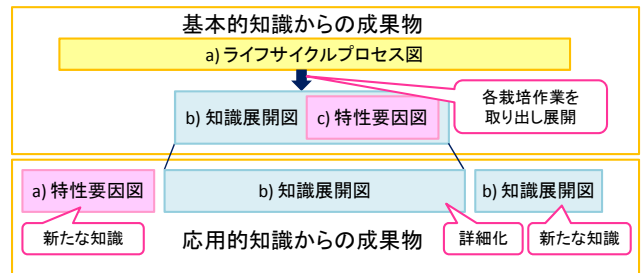 基本的知識からの成果物
a) ライフサイクルプロセス図
各栽培作業を
取り出し展開
b) 知識展開図
c) 特性要因図
a) 特性要因図
b) 知識展開図
b) 知識展開図
新たな知識
応用的知識からの成果物
詳細化
新たな知識